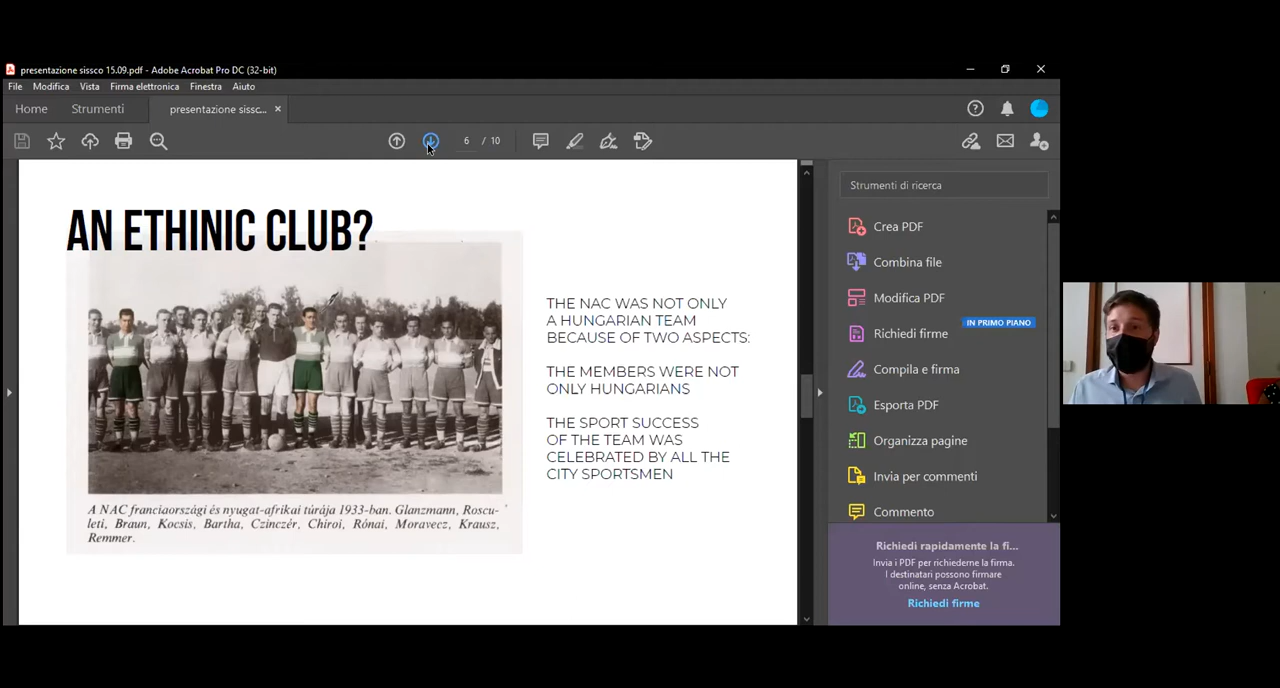 presentazione sissco 15.09.pdf - Adobe Acrobat Pro DC (32-bit)
File Modifica Vista Firma elettronica Finestra Aiuto
Home Strumenti presentazione sissc... ×
6 / 10
AN ETHINIC CLUB?
THE NAC WAS NOT ONLY
A HUNGARIAN TEAM
BECAUSE OF TWO ASPECTS:
THE MEMBERS WERE NOT
ONLY HUNGARIANS
THE SPORT SUCCESS
OF THE TEAM WAS
CELEBRATED BY ALL THE
CITY SPORTSMEN
A NAC franciaországi és nyugat-afrikai túrája 1933-ban. Glanzmann, Roscu-
leti, Braun, Kocsis, Bartha, Czinczér, Chiroi, Rónai, Moravecz, Krausz,
Remmer.
Strumenti di ricerca
Crea PDF
Combina file
Modifica PDF
IN PRIMO PIANO
Richiedi firme
Compila e firma
Esporta PDF
Organizza pagine
Invia per commenti
Commento
Richiedi rapidamente la fi...
Invia i PDF per richiederne la firma.
I destinatari possono firmare
online, senza Acrobat.
Richiedi firme